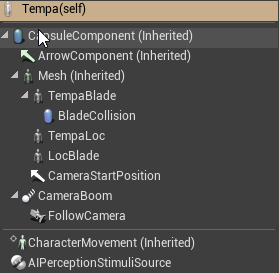 Tempa(self)
CapsuleComponent (Inherited)
ArrowComponent (Inherited)
Mesh (Inherited)
TempaBlade
BladeCollision
TempaLoc
LocBlade
CameraStartPosition
CameraBoom
FollowCamera
CharacterMovement (Inherited)
AIPerceptionStimuliSource